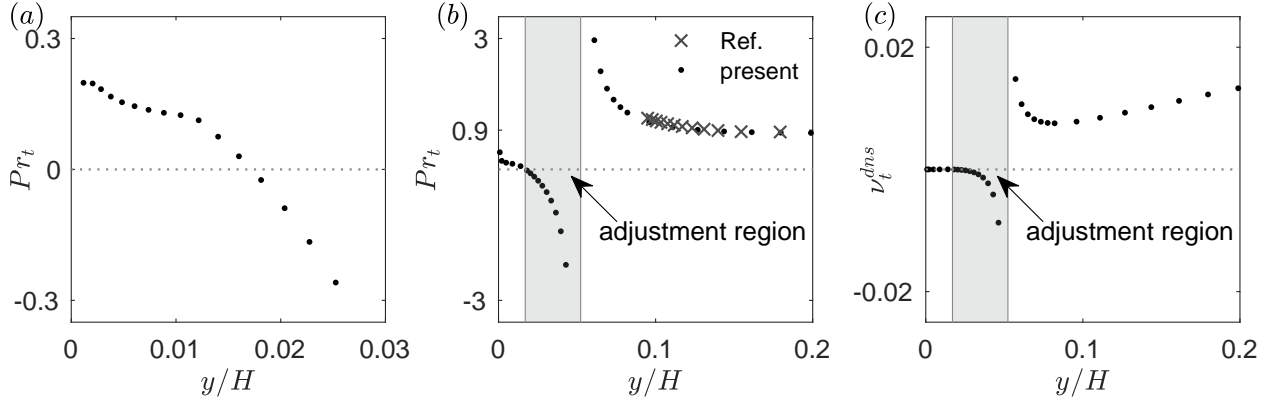 (a)
0.3
0
-0.3
Pr_t
0 0.01 0.02 0.03
y/H
(b)
3
0.9
-3
Pr_t
Ref.
present
adjustment region
0 0.1 0.2
y/H
(c)
0.02
0
-0.02
ν_t^{dns}
adjustment region
0 0.1 0.2
y/H